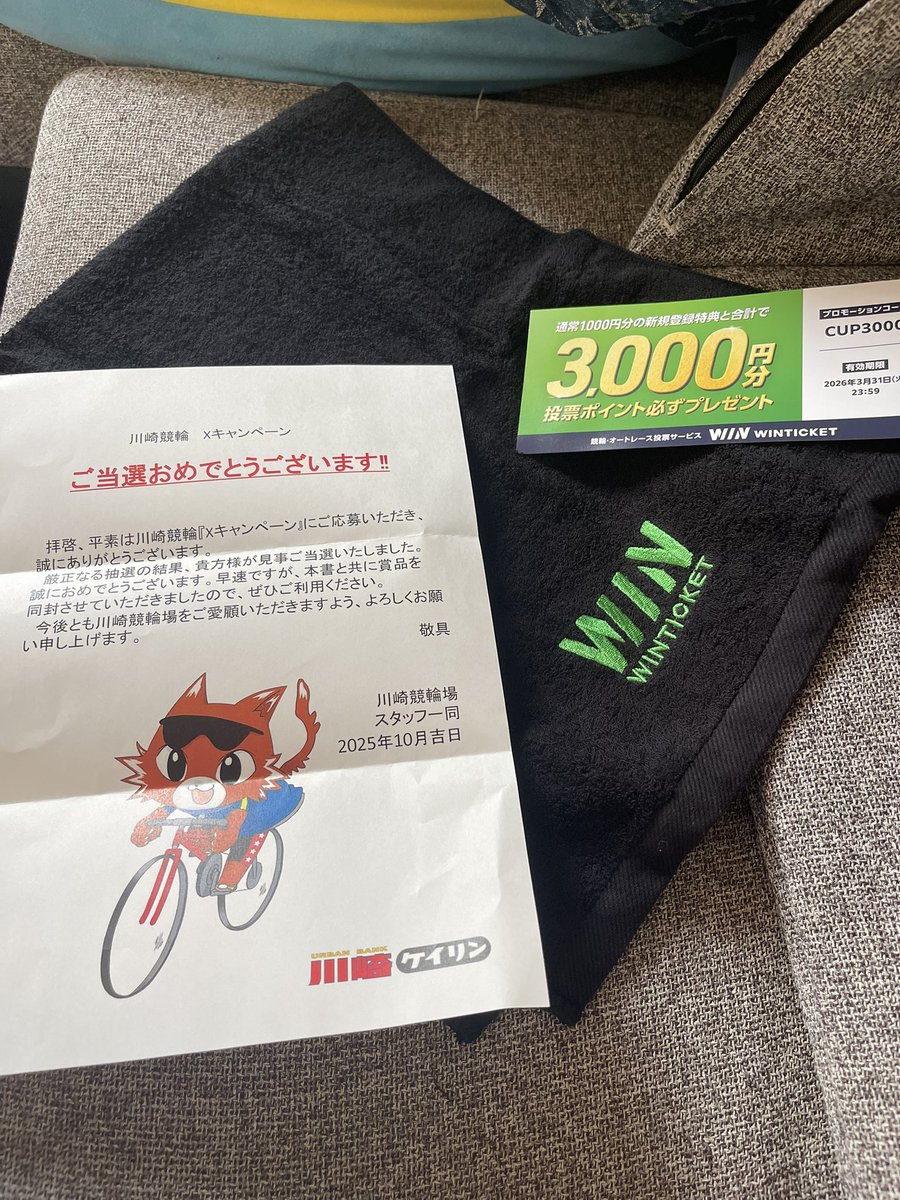 川崎競輪 Xキャンペーン
ご当選おめでとうございます!!
拝啓、平素は川崎競輪『Xキャンペーン』にご応募いただき、
誠にありがとうございます。
厳正なる抽選の結果、貴方様が見事ご当選いたしました。
誠におめでとうございます。早速ですが、本書と共に賞品を
同封させていただきましたので、ぜひご利用ください。
今後とも川崎競輪場をご愛顧いただきますよう、よろしくお願
い申し上げます。
敬具
川崎競輪場
スタッフ一同
2025年10月吉日
URBAN BANK
川崎ケイリン
通常1,000円分の新規登録特典と合計で
3,000円分
投票ポイント必ずプレゼント
競輪・オートレース投票サービス WIN WINTICKET
プロモーションコー
CUP3000
有効期限
2026年3月31日(火
23:59
WIN
WINTICKET